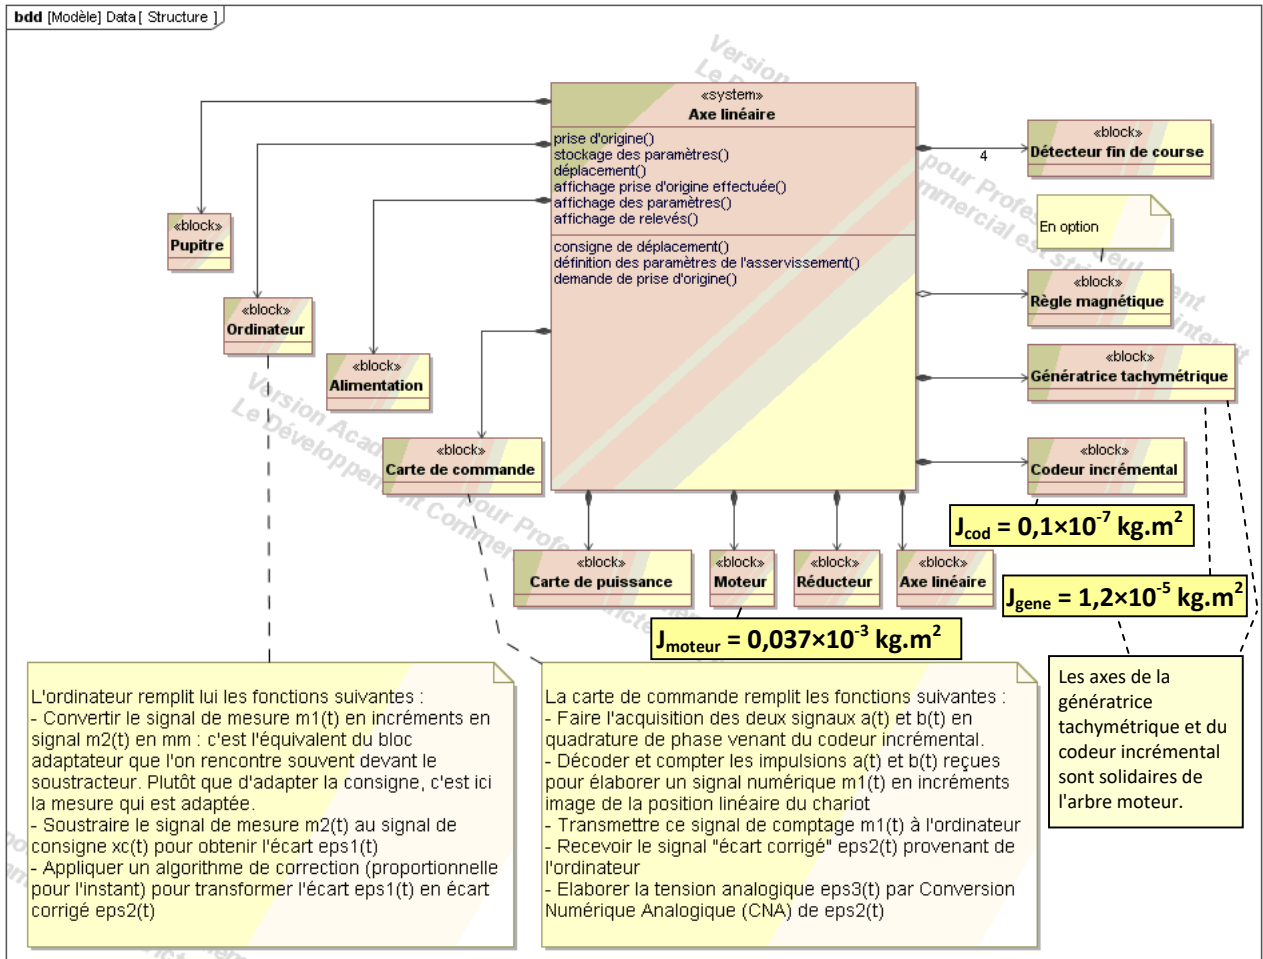 bdd [Modèle] Data [ Structure ]
«system»
Axe linéaire
prise d'origine()
stockage des paramètres()
déplacement()
affichage prise d'origine effectuée()
affichage des paramètres()
affichage de relevés()
consigne de déplacement()
définition des paramètres de l'asservissement()
demande de prise d'origine()
«block»
Pupitre
«block»
Ordinateur
«block»
Alimentation
«block»
Carte de commande
4
«block»
Détecteur fin de course
En option
«block»
Règle magnétique
«block»
Génératrice tachymétrique
«block»
Codeur incrémental
J_cod = 0,1×10^-7 kg.m^2
«block»
Carte de puissance
«block»
Moteur
«block»
Réducteur
«block»
Axe linéaire
J_gene = 1,2×10^-5 kg.m^2
J_moteur = 0,037×10^-3 kg.m^2
L'ordinateur remplit lui les fonctions suivantes :
- Convertir le signal de mesure m1(t) en incréments en
signal m2(t) en mm : c'est l'équivalent du bloc
adaptateur que l'on rencontre souvent devant le
soustracteur. Plutôt que d'adapter la consigne, c'est ici
la mesure qui est adaptée.
- Soustraire le signal de mesure m2(t) au signal de
consigne xc(t) pour obtenir l'écart eps1(t)
- Appliquer un algorithme de correction (proportionnelle
pour l'instant) pour transformer l'écart eps1(t) en écart
corrigé eps2(t)
La carte de commande remplit les fonctions suivantes :
- Faire l'acquisition des deux signaux a(t) et b(t) en
quadrature de phase venant du codeur incrémental.
- Décoder et compter les impulsions a(t) et b(t) reçues
pour élaborer un signal numérique m1(t) en incréments
image de la position linéaire du chariot
- Transmettre ce signal de comptage m1(t) à l'ordinateur
- Recevoir le signal "écart corrigé" eps2(t) provenant de
l'ordinateur
- Elaborer la tension analogique eps3(t) par Conversion
Numérique Analogique (CNA) de eps2(t)
Les axes de la
génératrice
tachymétrique et du
codeur incrémental
sont solidaires de
l'arbre moteur.